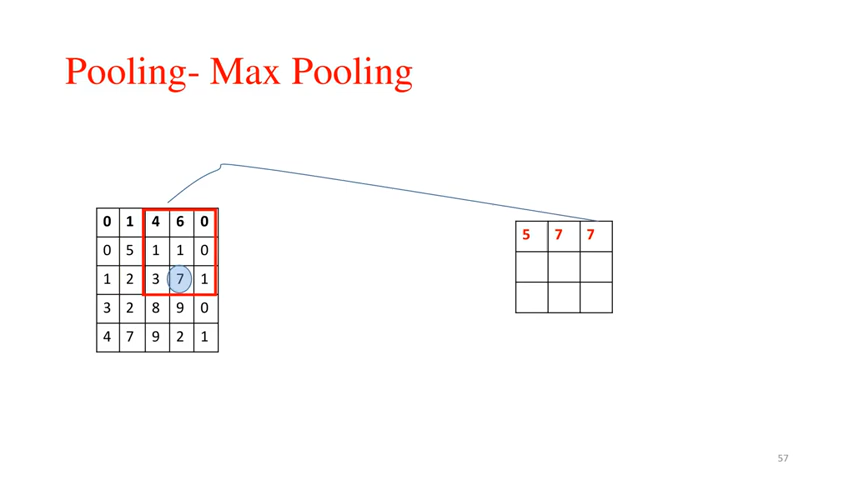 Pooling- Max Pooling
0 1 4 6 0
0 5 1 1 0
1 2 3 7 1
3 2 8 9 0
4 7 9 2 1
5 7 7
57